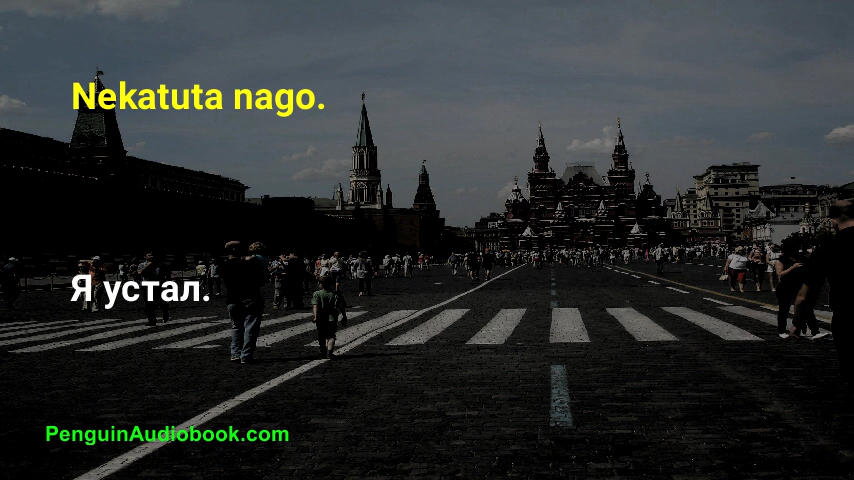 Nekatuta nago.
Я устал.
PenguinAudiobook.com